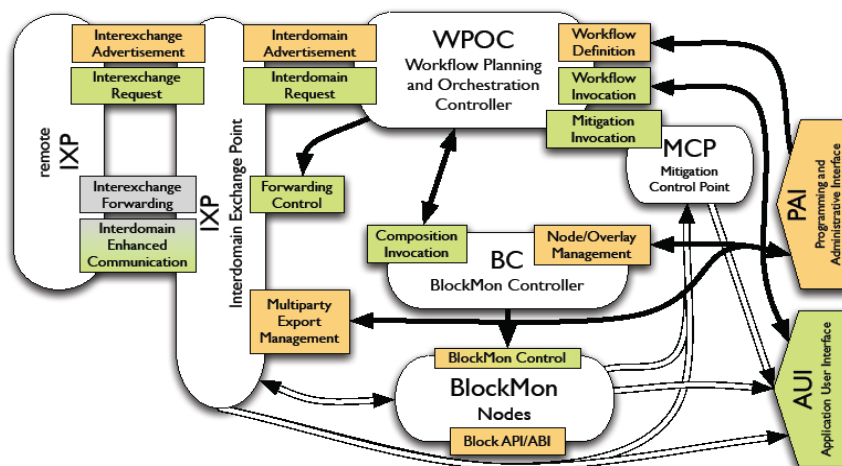 Interexchange
Advertisement
Interexchange
Request
Interdomain
Advertisement
Interdomain
Request
WPOC
Workflow Planning
and Orchestration
Controller
Workflow
Definition
Workflow
Invocation
Mitigation
Invocation
MCP
Mitigation
Control Point
remote
IXP
IXP
Interdomain Exchange Point
Interexchange
Forwarding
Interdomain
Enhanced
Communication
Forwarding
Control
Composition
Invocation
BC
BlockMon Controller
Node/Overlay
Management
PAI
Programming and
Administrative Interface
Multiparty
Export
Management
BlockMon Control
BlockMon
Nodes
Block API/ABI
AUI
Application User Interface